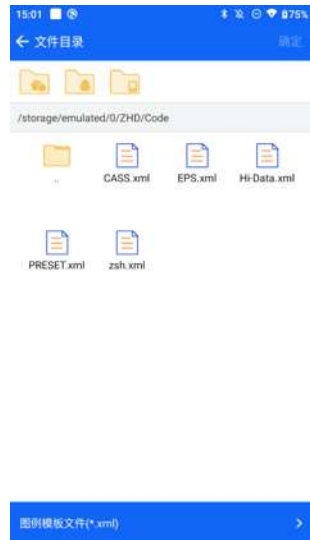 15:01 75%
文件目录 确定
/storage/emulated/0/ZHD/Code
.. CASS.xml EPS.xml Hi-Data.xml
PRESET.xml zsh.xml
图例模板文件(*.xml)